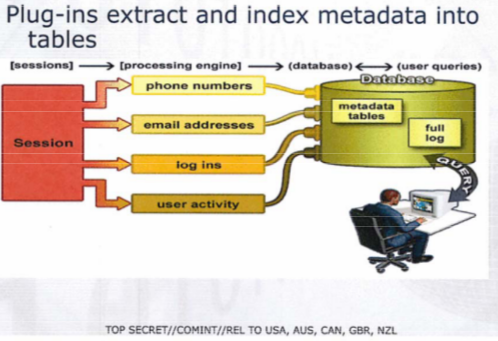 Plug-ins extract and index metadata into
tables
[sessions] ⟶ [processing engine] ⟶ (database) ⟷ (user queries)
Database
phone numbers
metadata
tables
email addresses
full
log
Session
log ins
QUERY
user activity
TOP SECRET//COMINT//REL TO USA, AUS, CAN, GBR, NZL